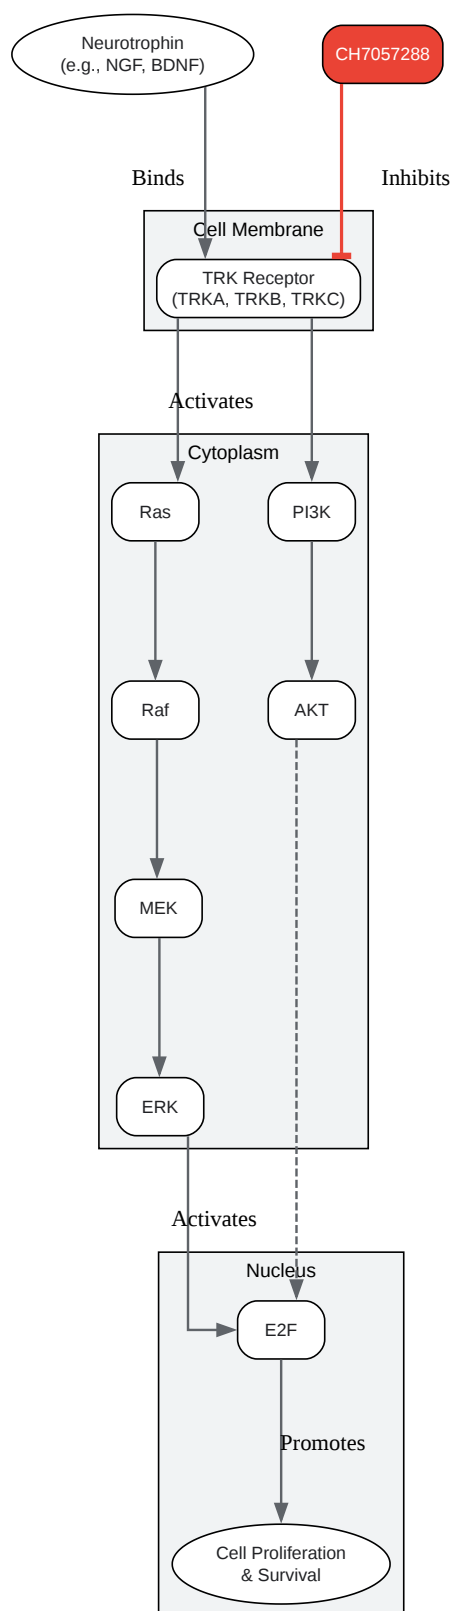 Neurotrophin
(e.g., NGF, BDNF)
CH7057288
Binds
Inhibits
Cell Membrane
TRK Receptor
(TRKA, TRKB, TRKC)
Activates
Cytoplasm
Ras
PI3K
Raf
AKT
MEK
ERK
Activates
Nucleus
E2F
Promotes
Cell Proliferation
& Survival